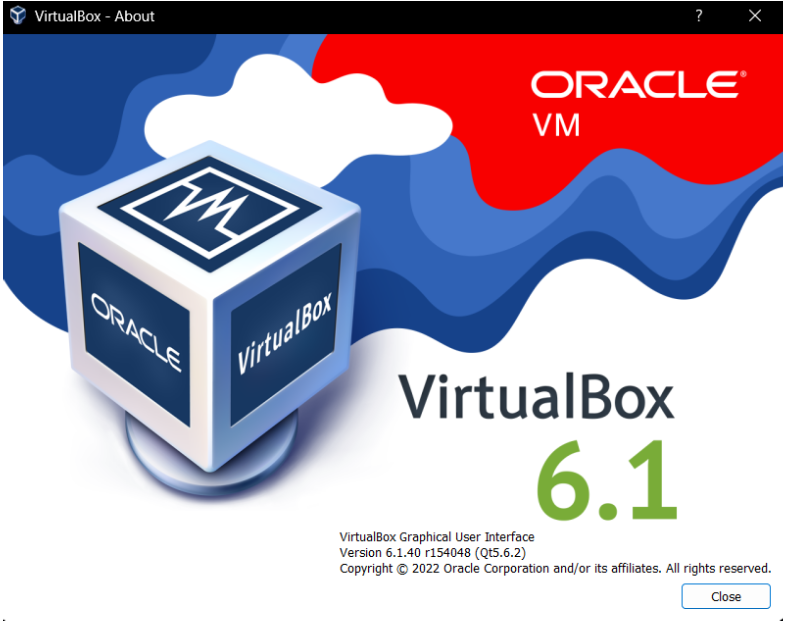 VirtualBox - About
?
ORACLE®
VM
ORACLE
VirtualBox
VirtualBox
6.1
VirtualBox Graphical User Interface
Version 6.1.40 r154048 (Qt5.6.2)
Copyright © 2022 Oracle Corporation and/or its affiliates. All rights reserved.
Close